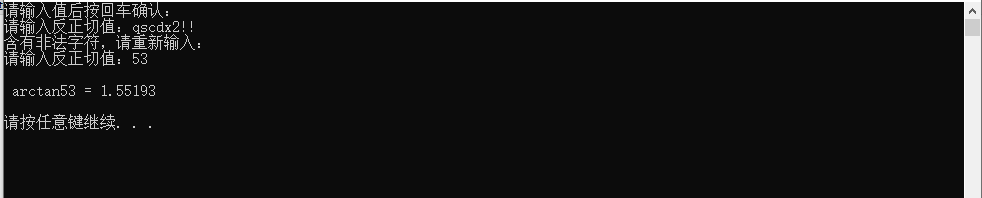 请输入值后按回车确认：
请输入反正切值：qscdx2!!
含有非法字符，请重新输入：
请输入反正切值：53
arctan53 = 1.55193
请按任意键继续. . .